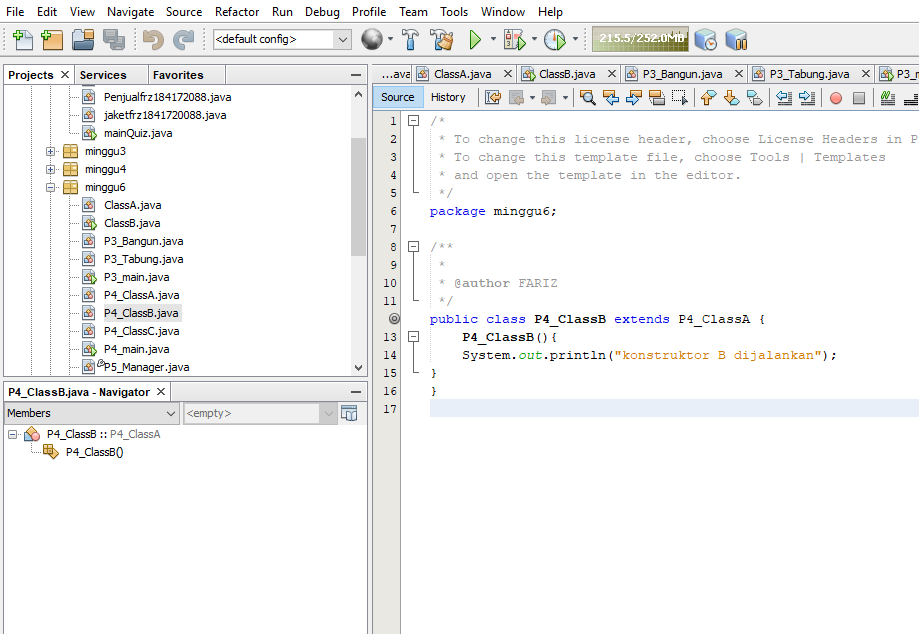 File Edit View Navigate Source Refactor Run Debug Profile Team Tools Window Help
<default config> 215.5/252.0MB
Projects Services Favorites
Penjualfrz184172088.java
jaketfrz184172088.java
mainQuiz.java
minggu3
minggu4
minggu6
ClassA.java
ClassB.java
P3_Bangun.java
P3_Tabung.java
P3_main.java
P4_ClassA.java
P4_ClassB.java
P4_ClassC.java
P4_main.java
P5_Manager.java
P4_ClassB.java - Navigator
Members <empty>
P4_ClassB :: P4_ClassA
P4_ClassB()
...ava ClassA.java ClassB.java P3_Bangun.java P3_Tabung.java P3_m
Source History
1 /*
2 * To change this license header, choose License Headers in P
3 * To change this template file, choose Tools | Templates
4 * and open the template in the editor.
5 */
6 package minggu6;
7
8 /**
9 *
10 * @author FARIZ
11 */
public class P4_ClassB extends P4_ClassA {
13 P4_ClassB(){
14 System.out.println("konstruktor B dijalankan");
15 }
16 }
17